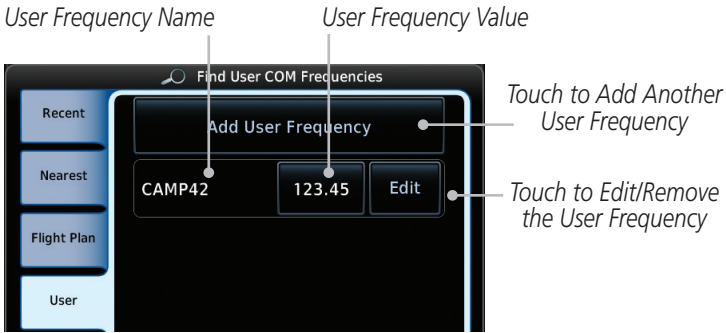 User Frequency Name
User Frequency Value
Find User COM Frequencies
Recent
Add User Frequency
Touch to Add Another
User Frequency
Nearest
CAMP42
123.45
Edit
Touch to Edit/Remove
the User Frequency
Flight Plan
User